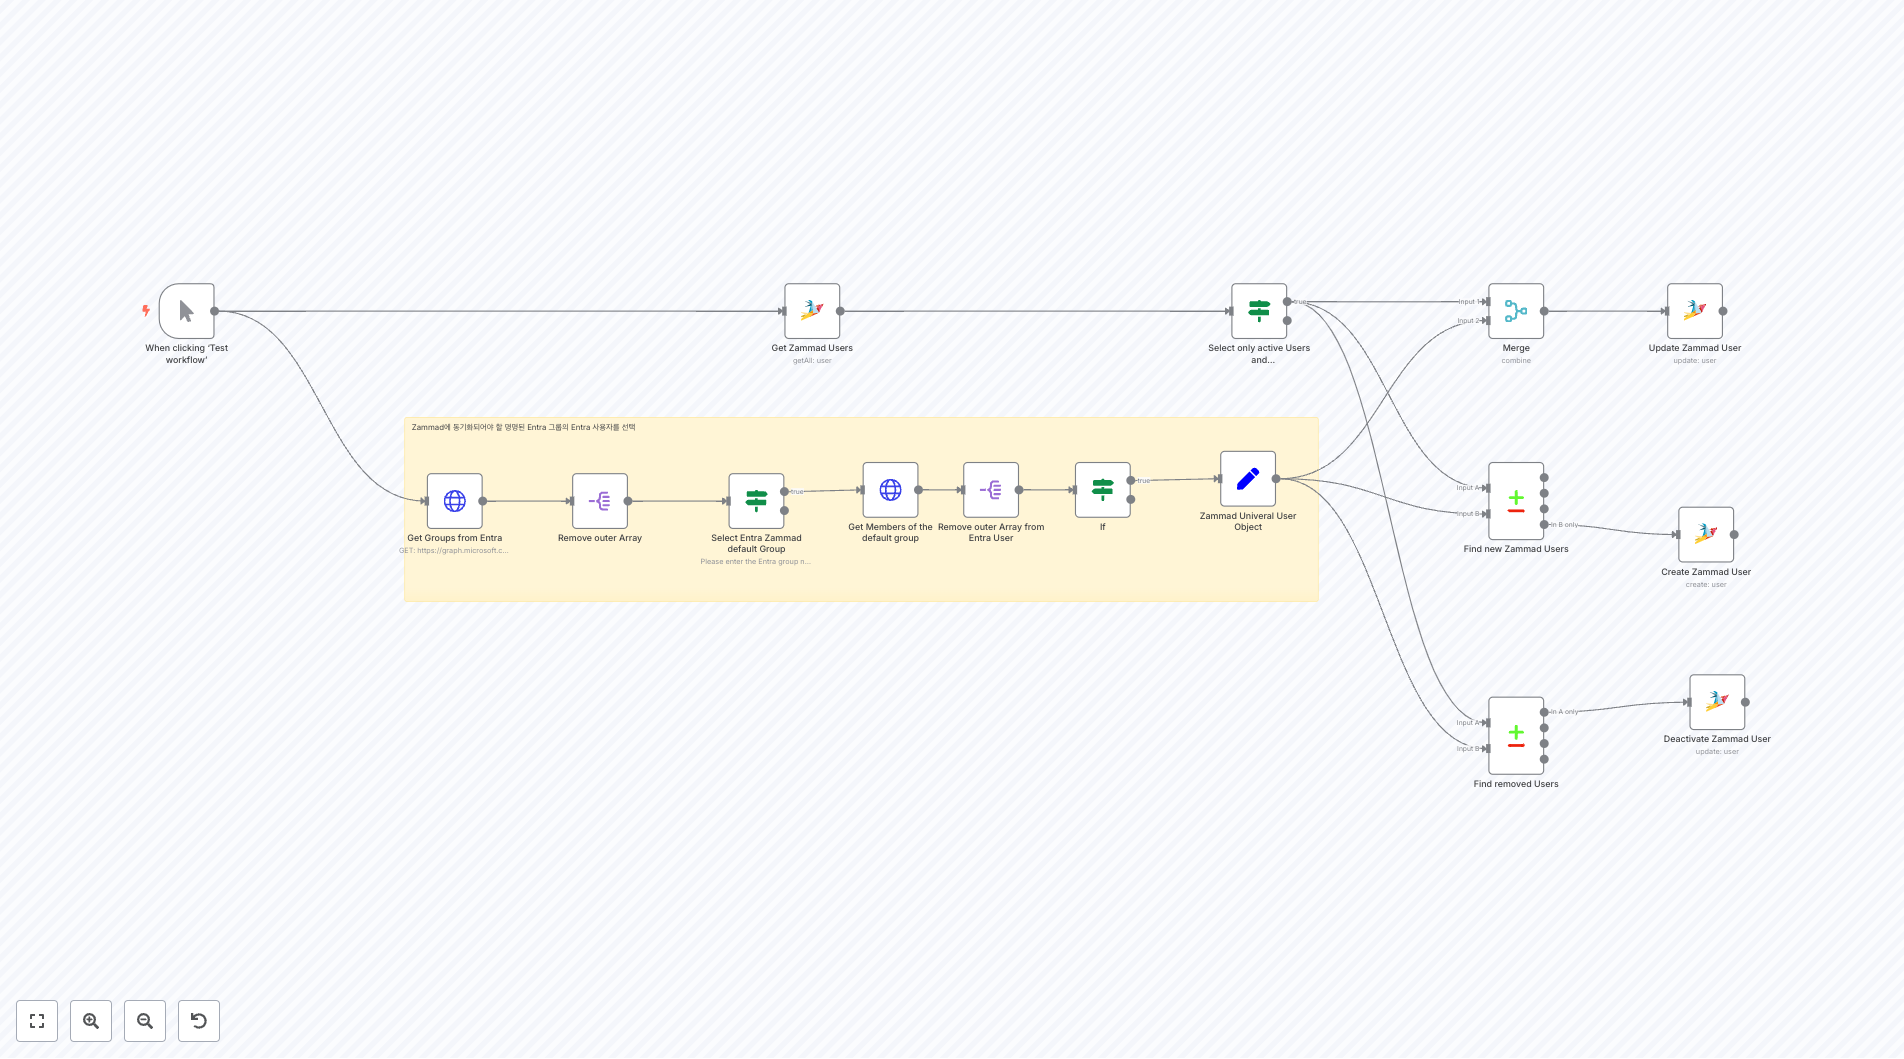 When clicking ‘Test
workflow’
Get Zammad Users
getAll: user
true
Select only active Users
and...
Input 1
Input 2
Merge
combine
Update Zammad User
update: user
Zammad에 동기화되어야 할 명명된 Entra 그룹의 Entra 사용자를 선택
Get Groups from Entra
GET: https://graph.microsoft.c...
Remove outer Array
true
Select Entra Zammad
default Group
Please enter the Entra group n...
Get Members of the
default group
Remove outer Array from
Entra User
true
If
Zammad Univeral User
Object
Input A
Input B
In B only
Find new Zammad Users
Create Zammad User
create: user
Input A
Input B
In A only
Find removed Users
Deactivate Zammad User
update: user